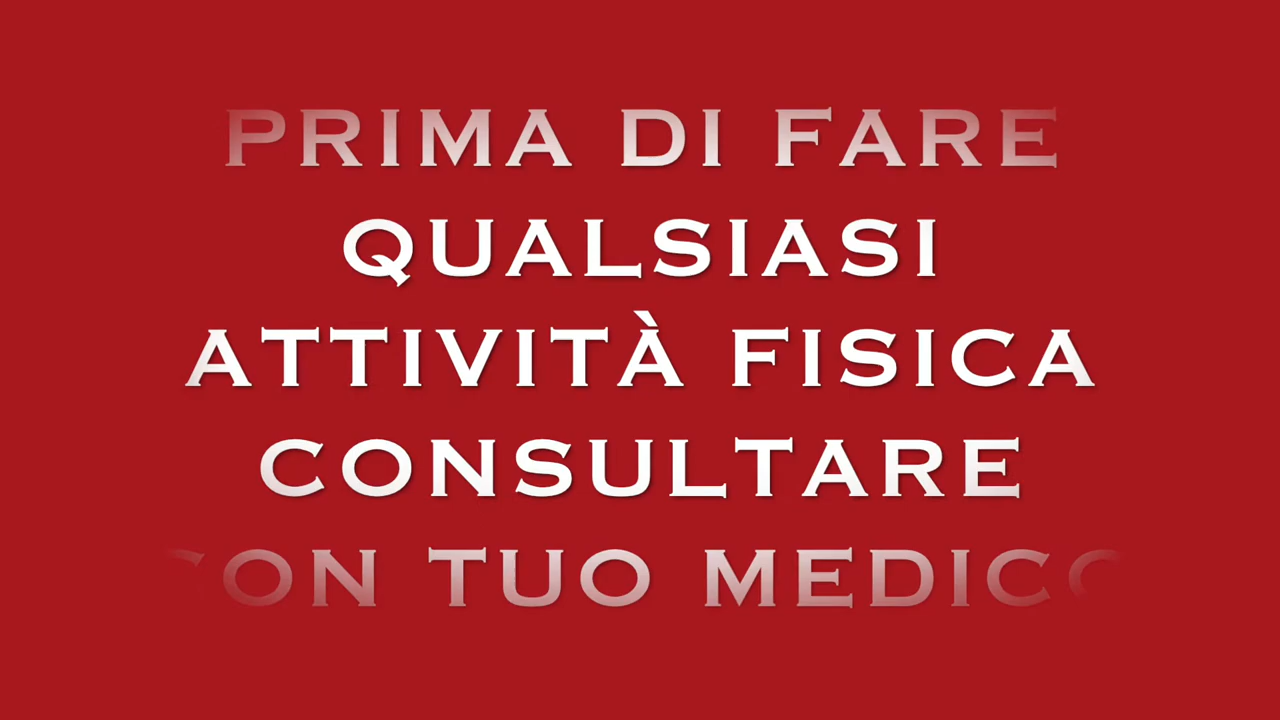 PRIMA DI FARE
QUALSIASI
ATTIVITÀ FISICA
CONSULTARE
CON TUO MEDICO